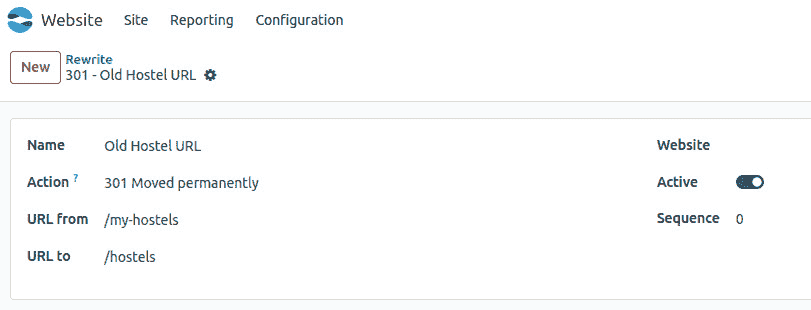 Website Site Reporting Configuration
New
Rewrite
301 - Old Hostel URL
Name Old Hostel URL Website
Action ? 301 Moved permanently Active
URL from /my-hostels Sequence 0
URL to /hostels